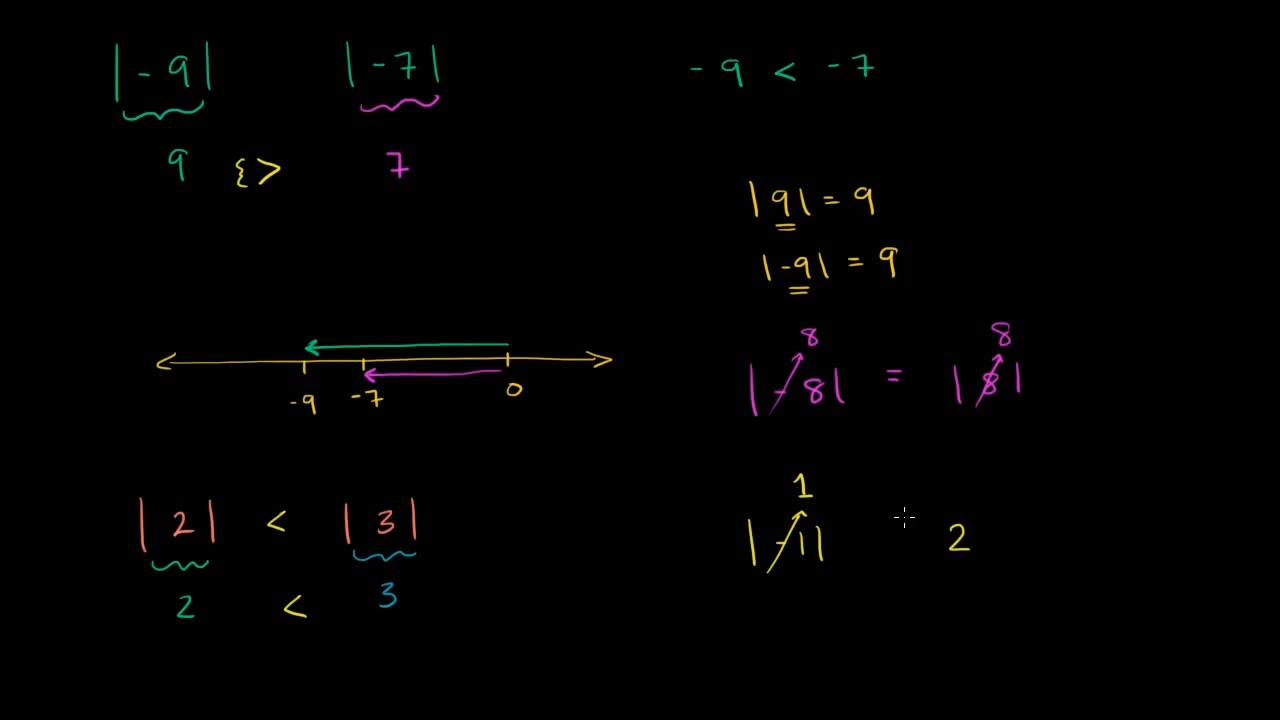 |-9| |-7|
9 {> 7
-9 -7 0
|2| < |3|
2 < 3
-9 < -7
|9| = 9
|-9| = 9
8 8
|-8| = |8|
1
|-1| 2